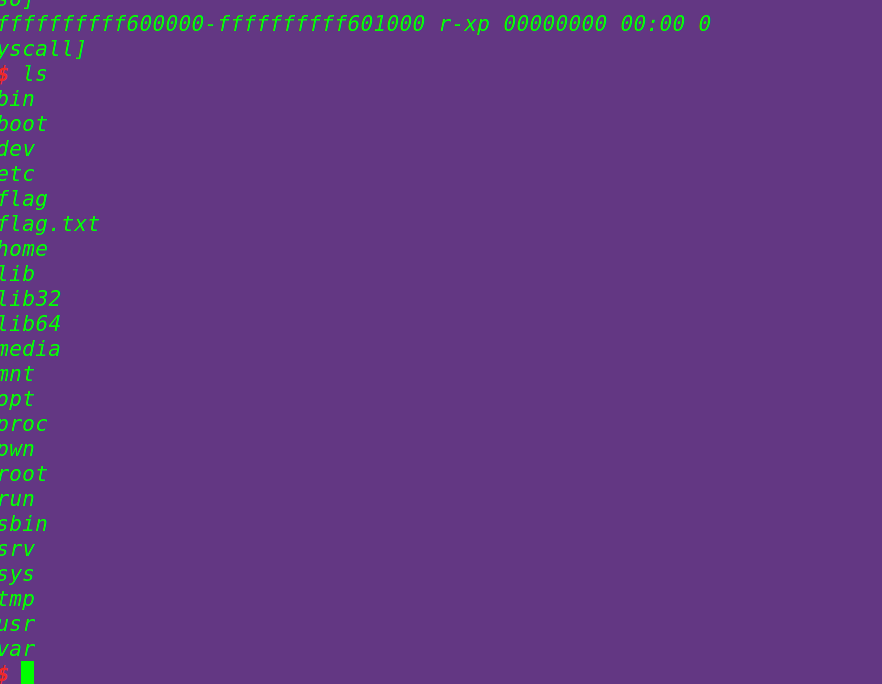 so]
ffffffffff600000-ffffffffff601000 r-xp 00000000 00:00 0
yscall]
$ ls
bin
boot
dev
etc
flag
flag.txt
home
lib
lib32
lib64
media
mnt
opt
proc
pwn
root
run
sbin
srv
sys
tmp
usr
var
$